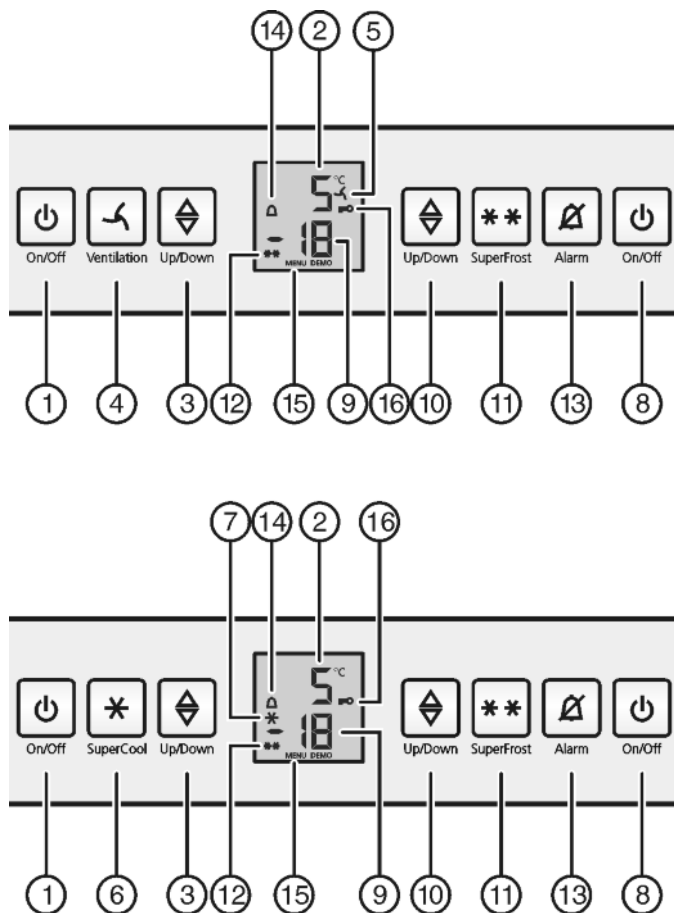 14 2 5
5 °C
18
MENU DEMO
On/Off Ventilation Up/Down Up/Down SuperFrost Alarm On/Off
1 4 3 12 15 9 16 10 11 13 8
7 14 2 16
5 °C
18
MENU DEMO
On/Off SuperCool Up/Down Up/Down SuperFrost Alarm On/Off
1 6 3 12 15 9 10 11 13 8